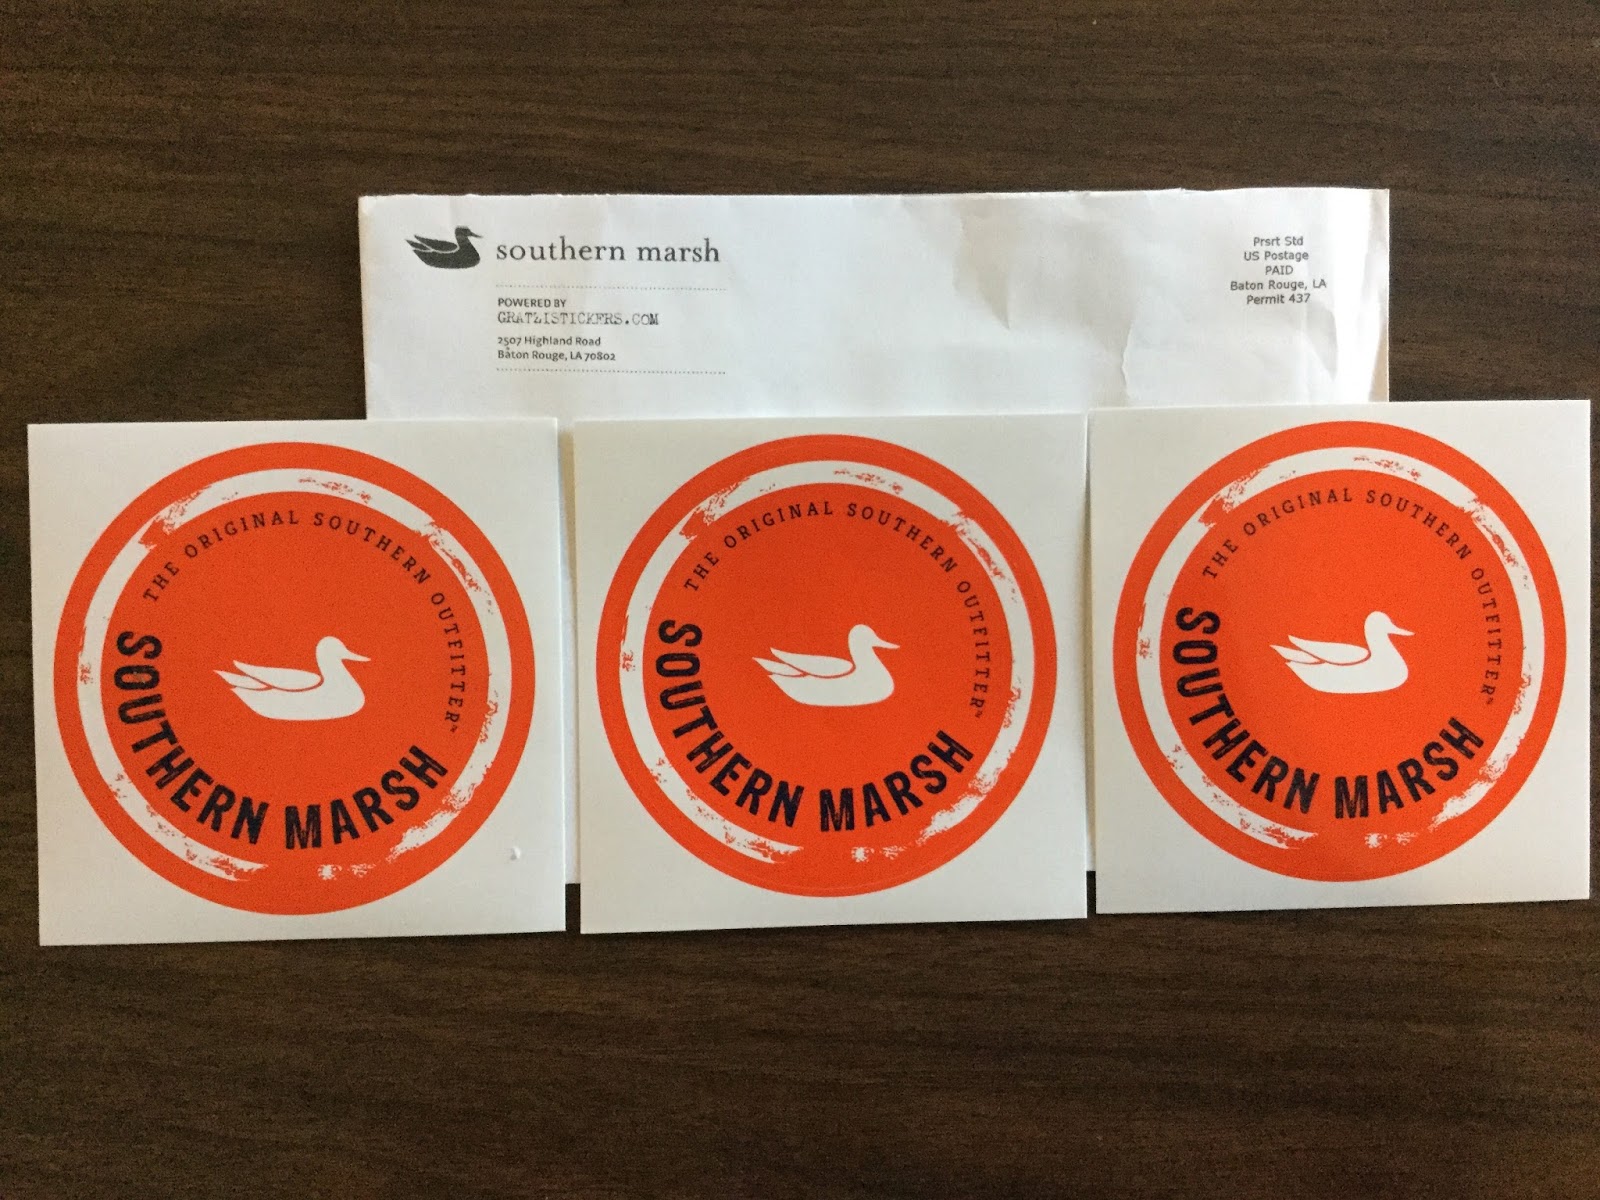 southern marsh
POWERED BY
GRATZISTICKERS.COM
2507 Highland Road
Baton Rouge, LA 70802
Prsrt Std
US Postage
PAID
Baton Rouge, LA
Permit 437
THE ORIGINAL SOUTHERN OUTFITTER™
SOUTHERN MARSH
THE ORIGINAL SOUTHERN OUTFITTER™
SOUTHERN MARSH
THE ORIGINAL SOUTHERN OUTFITTER™
SOUTHERN MARSH